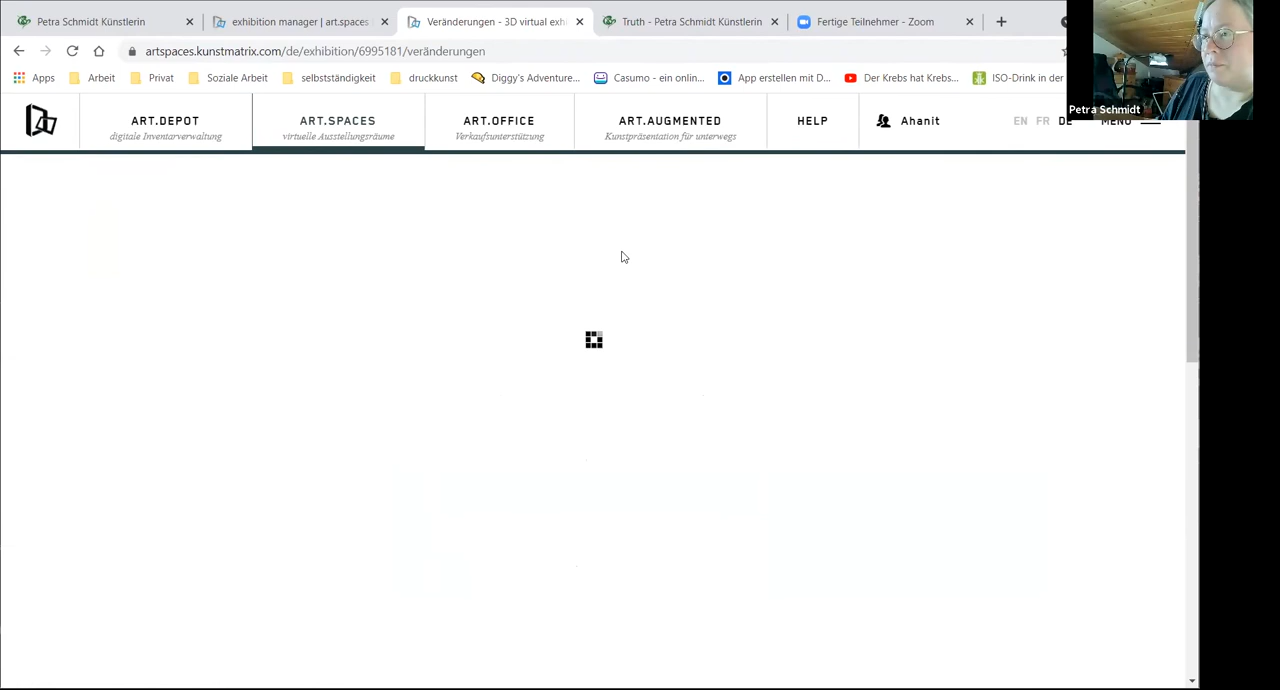 Petra Schmidt Künstlerin
exhibition manager | art.spaces
Veränderungen - 3D virtual exhi
Truth - Petra Schmidt Künstlerin
Fertige Teilnehmer - Zoom
artspaces.kunstmatrix.com/de/exhibition/6995181/veränderungen
Apps
Arbeit
Privat
Soziale Arbeit
selbstständigkeit
druckkunst
Diggy's Adventure...
Casumo - ein onlin...
App erstellen mit D...
Der Krebs hat Krebs...
ISO-Drink in der
Petra Schmidt
ART.DEPOT
digitale Inventarverwaltung
ART.SPACES
virtuelle Ausstellungsräume
ART.OFFICE
Verkaufsunterstützung
ART.AUGMENTED
Kunstpräsentation für unterwegs
HELP
Ahanit
EN FR DE
MENU